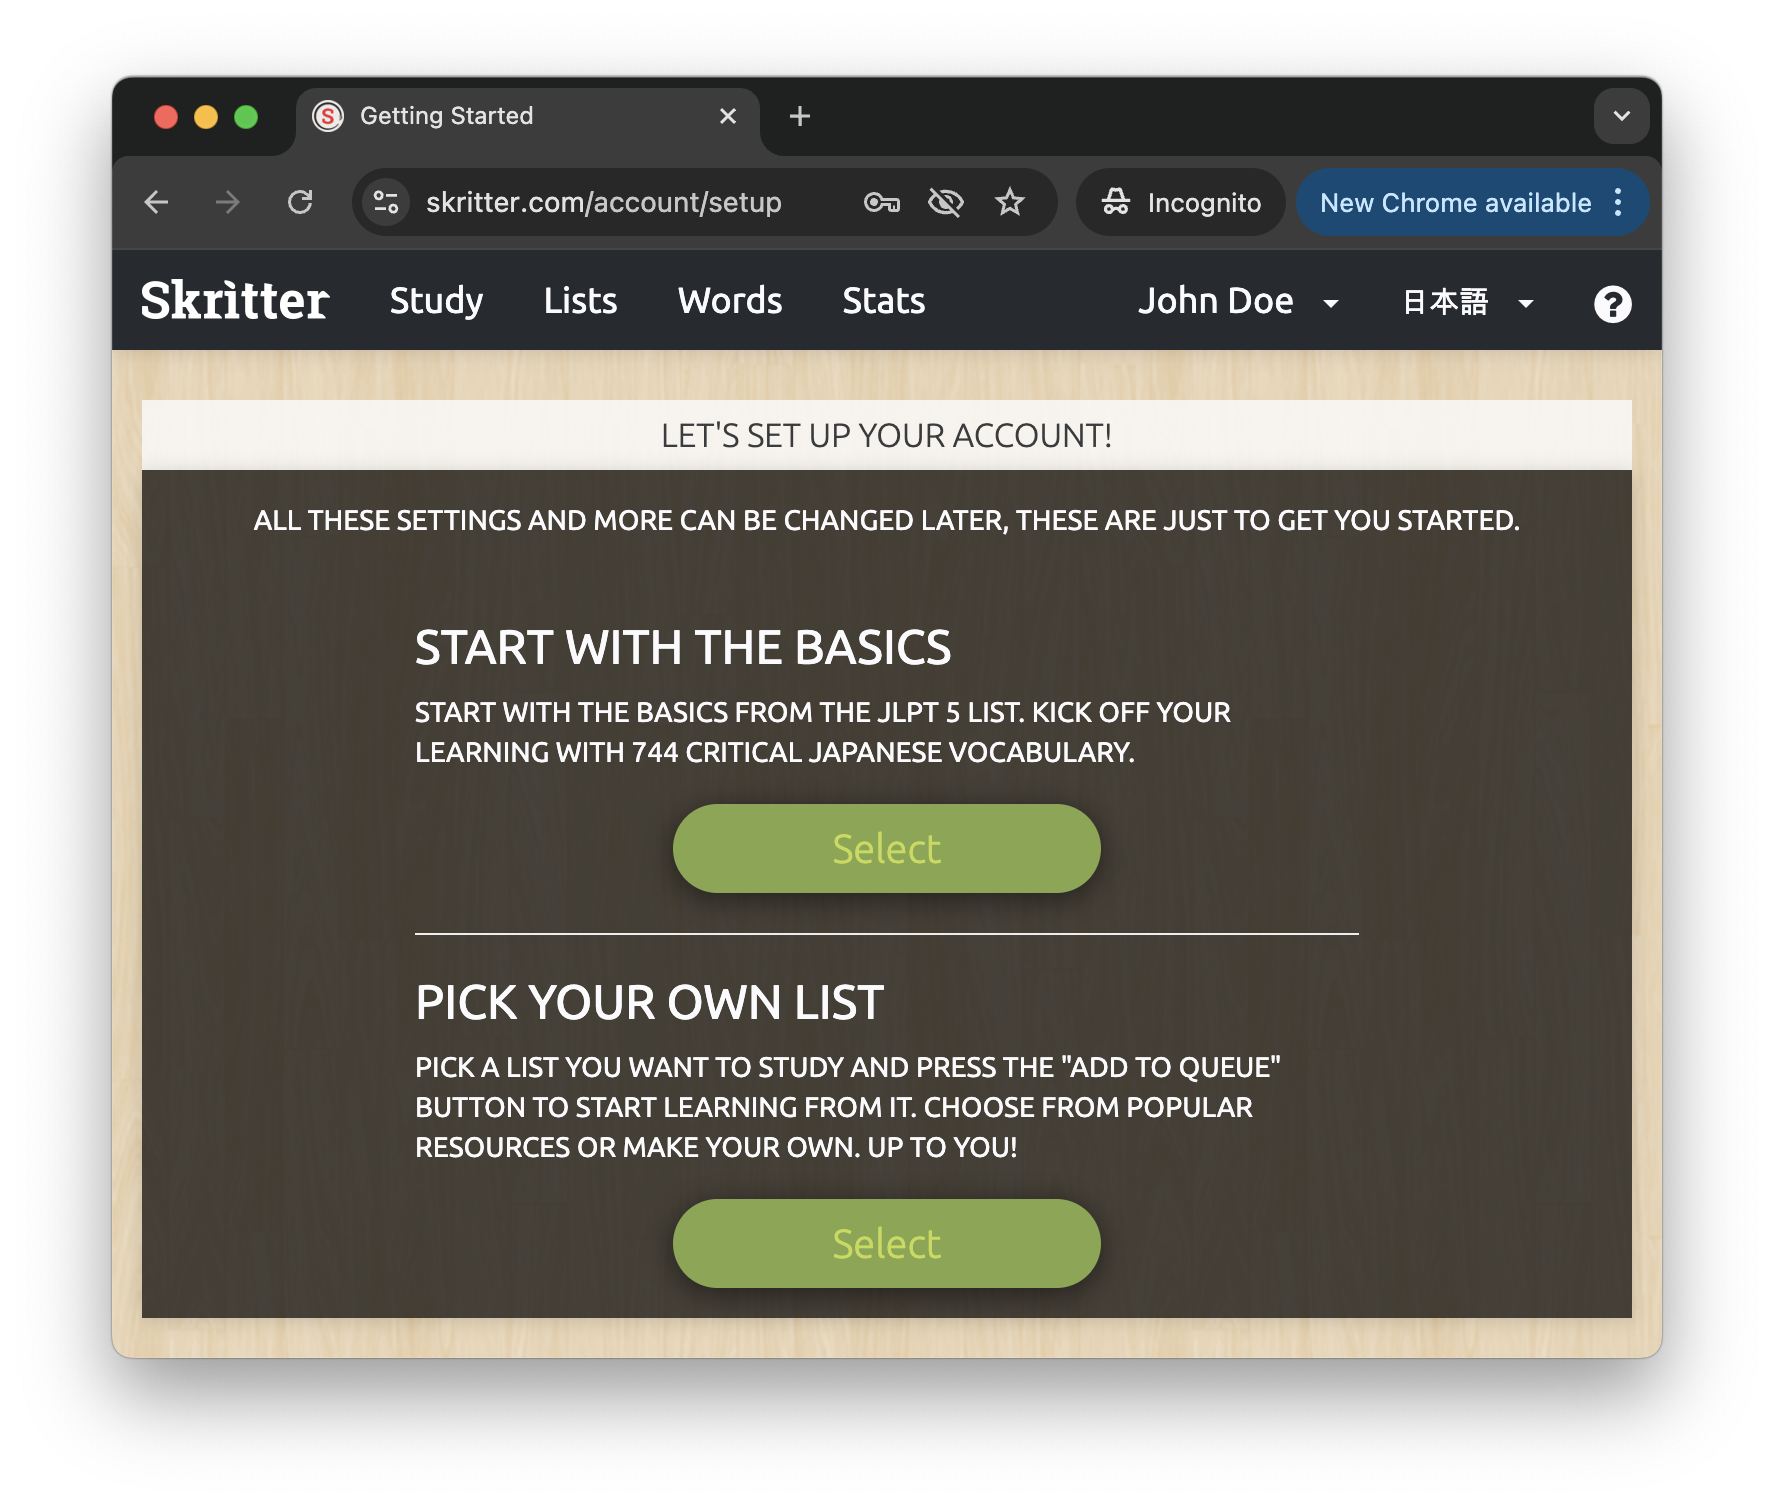 Getting Started
skritter.com/account/setup
Incognito
New Chrome available
Skritter
Study
Lists
Words
Stats
John Doe
日本語
LET'S SET UP YOUR ACCOUNT!
ALL THESE SETTINGS AND MORE CAN BE CHANGED LATER, THESE ARE JUST TO GET YOU STARTED.
START WITH THE BASICS
START WITH THE BASICS FROM THE JLPT 5 LIST. KICK OFF YOUR
LEARNING WITH 744 CRITICAL JAPANESE VOCABULARY.
Select
PICK YOUR OWN LIST
PICK A LIST YOU WANT TO STUDY AND PRESS THE "ADD TO QUEUE"
BUTTON TO START LEARNING FROM IT. CHOOSE FROM POPULAR
RESOURCES OR MAKE YOUR OWN. UP TO YOU!
Select